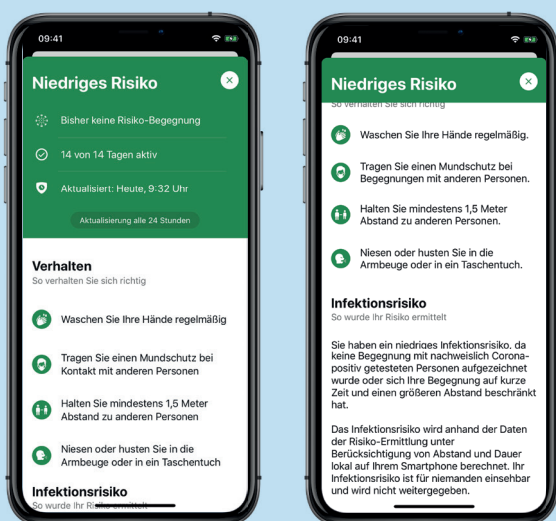 09:41
Niedriges Risiko
Bisher keine Risiko-Begegnung
14 von 14 Tagen aktiv
Aktualisiert: Heute, 9:32 Uhr
Aktualisierung alle 24 Stunden
Verhalten
So verhalten Sie sich richtig
Waschen Sie Ihre Hände regelmäßig
Tragen Sie einen Mundschutz bei
Kontakt mit anderen Personen
Halten Sie mindestens 1,5 Meter
Abstand zu anderen Personen
Niesen oder husten Sie in die
Armbeuge oder in ein Taschentuch
Infektionsrisiko
So wurde Ihr Risiko ermittelt
09:41
Niedriges Risiko
So verhalten Sie sich richtig
Waschen Sie Ihre Hände regelmäßig.
Tragen Sie einen Mundschutz bei
Begegnungen mit anderen Personen.
Halten Sie mindestens 1,5 Meter
Abstand zu anderen Personen.
Niesen oder husten Sie in die
Armbeuge oder in ein Taschentuch.
Infektionsrisiko
So wurde Ihr Risiko ermittelt
Sie haben ein niedriges Infektionsrisiko, da
keine Begegnung mit nachweislich Corona-
positiv getesteten Personen aufgezeichnet
wurde oder sich Ihre Begegnung auf kurze
Zeit und einen größeren Abstand beschränkt
hat.
Das Infektionsrisiko wird anhand der Daten
der Risiko-Ermittlung unter
Berücksichtigung von Abstand und Dauer
lokal auf Ihrem Smartphone berechnet. Ihr
Infektionsrisiko ist für niemanden einsehbar
und wird nicht weitergegeben.